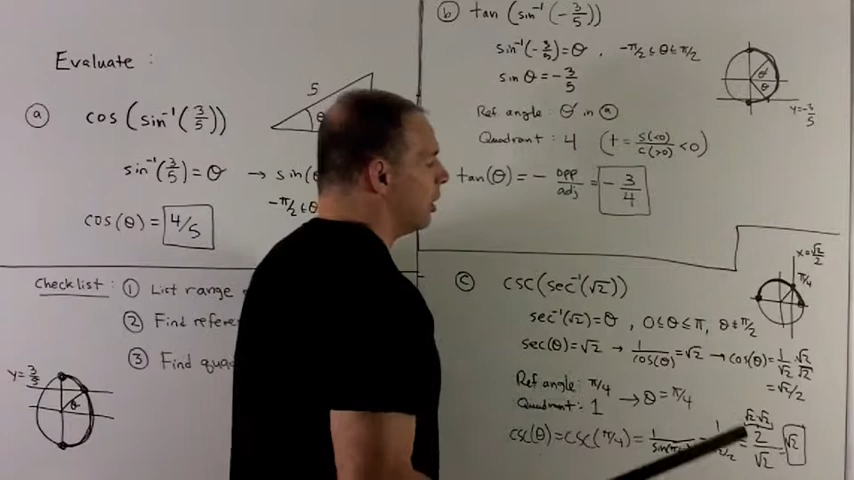 Evaluate :
(a) cos(sin⁻¹(3/5))
5
θ
sin⁻¹(3/5) = θ → sin(
-π/2 ≤ θ
cos(θ) = 4/5
Checklist : ① List range
② Find refere
③ Find qua
y=3/5
θ
(b) tan(sin⁻¹(-3/5))
sin⁻¹(-3/5) = θ , -π/2 ≤ θ ≤ π/2
sin θ = -3/5
Ref. angle : θ' in (a)
Quadrant : 4 (t = s(<0)/c(>0) < 0)
tan(θ) = - opp/adj = -3/4
θ'
θ
y=-3/5
(c) csc(sec⁻¹(√2))
sec⁻¹(√2) = θ , 0 ≤ θ ≤ π, θ ≠ π/2
sec(θ) = √2 → 1/cos(θ) = √2 → cos(θ) = 1/√2 √2/√2
= √2/2
Ref angle : π/4
Quadrant : 1 → θ = π/4
csc(θ) = csc(π/4) = 1/sin(π/4) = 1/√2/2 = 2/√2 = √2
√2·√2
x=√2/2
π/4